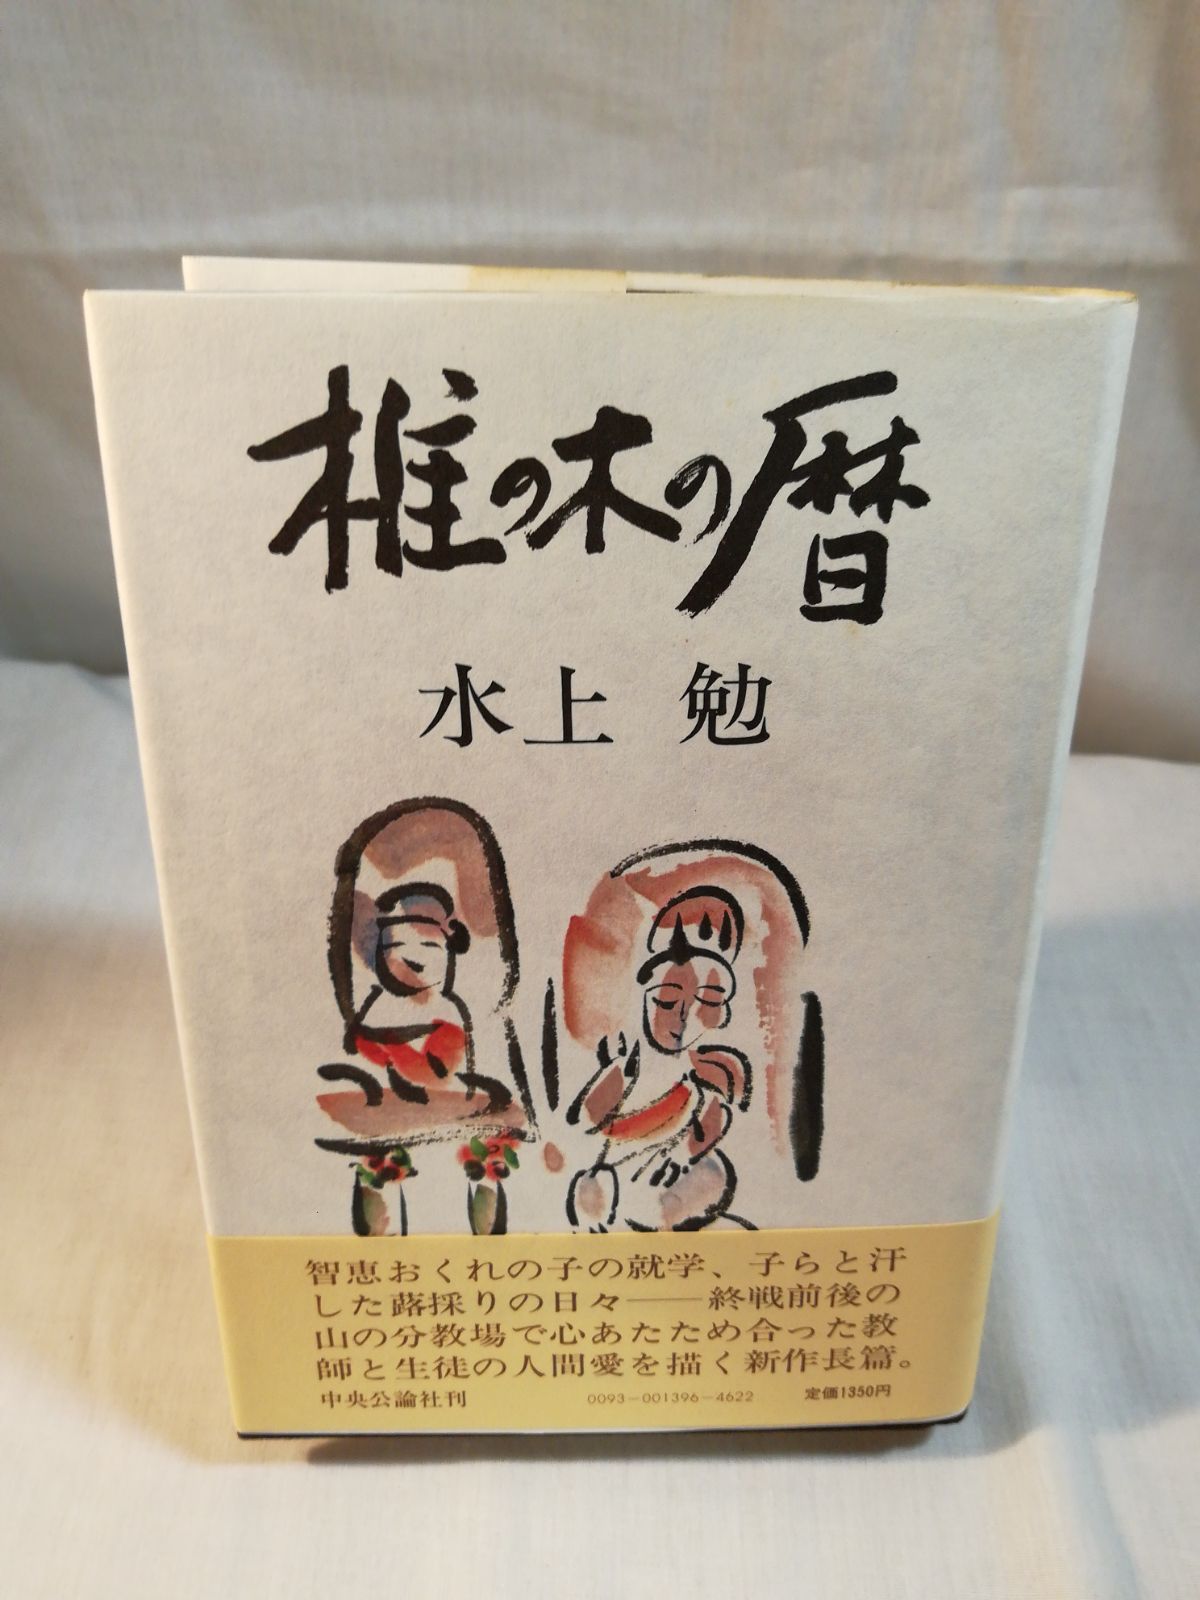 椎の木の暦
水上 勉
智恵おくれの子の就学、子らと汗
した蕗採りの日々――終戦前後の
山の分教場で心あたため合った教
師と生徒の人間愛を描く新作長篇。
中央公論社刊 0093-001396-4622 定価1350円